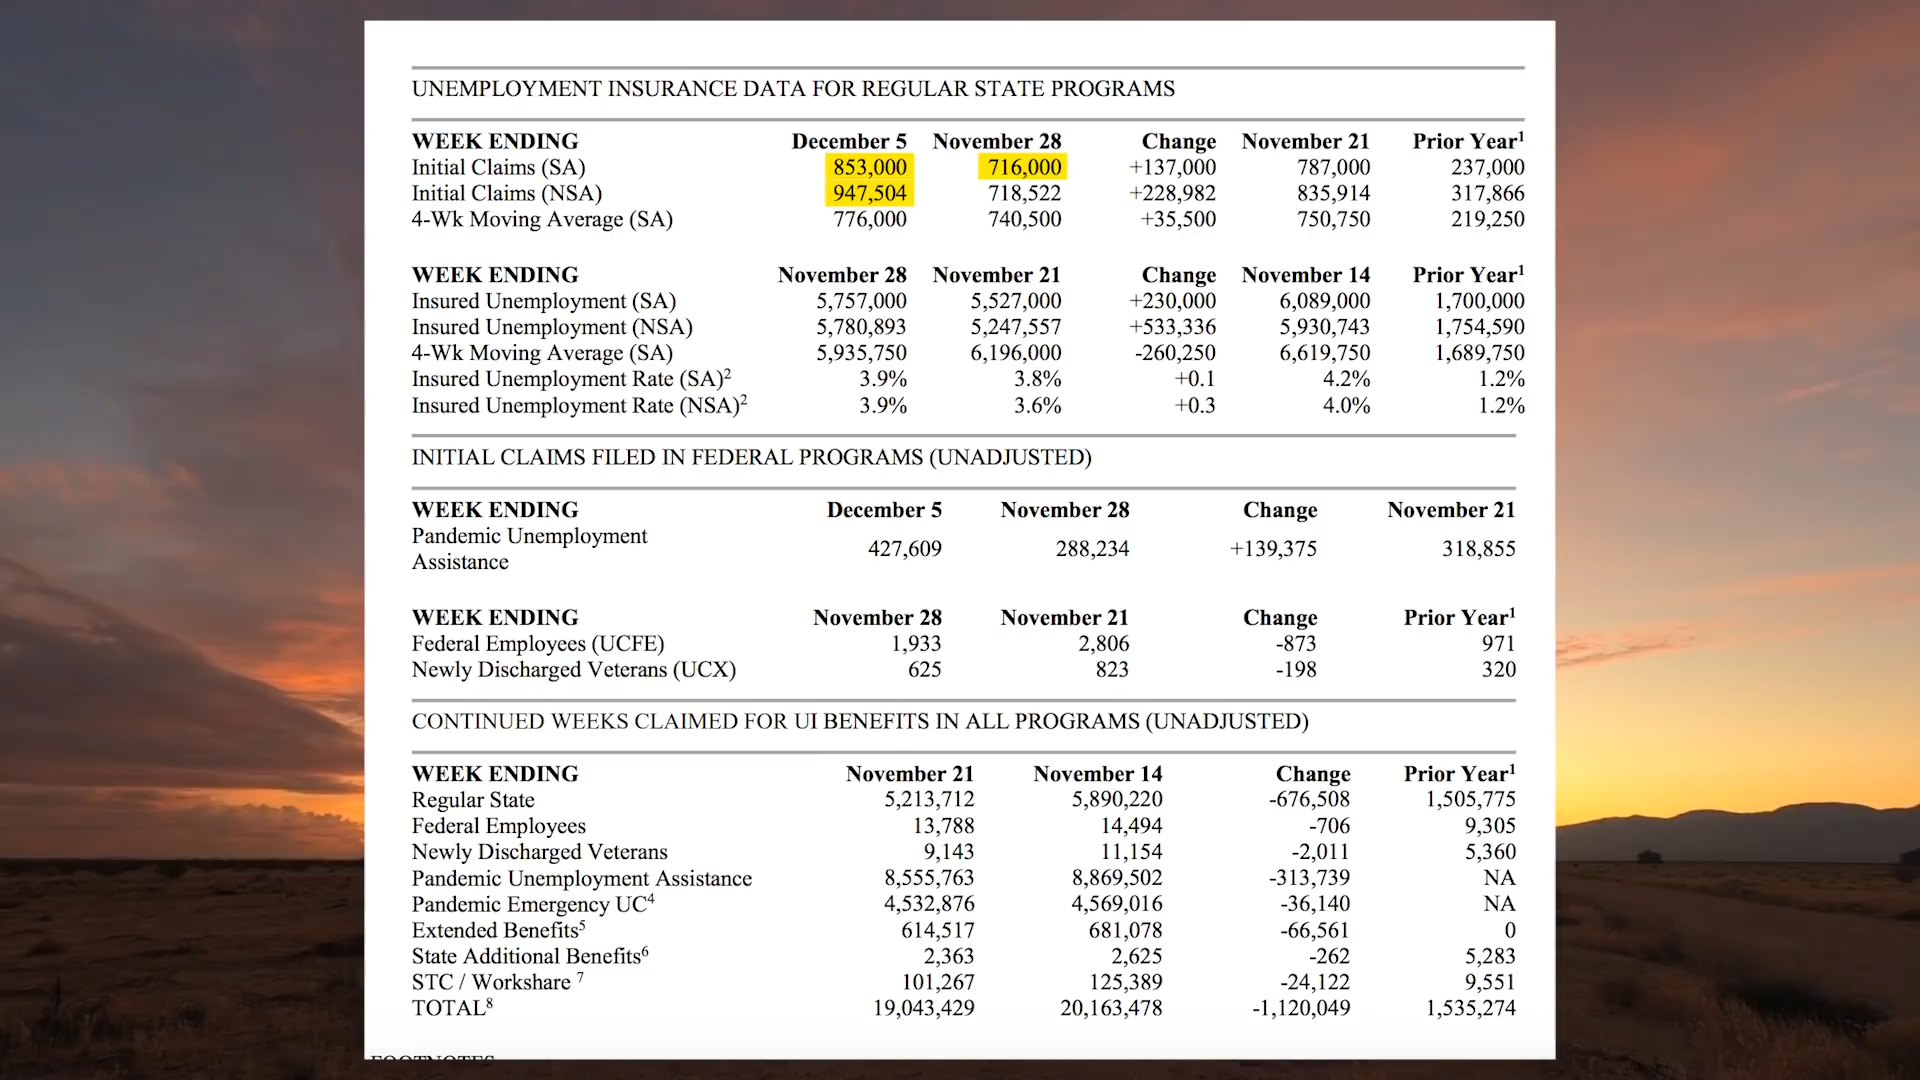 UNEMPLOYMENT INSURANCE DATA FOR REGULAR STATE PROGRAMS
WEEK ENDING December 5 November 28 Change November 21 Prior Year¹
Initial Claims (SA) 853,000 716,000 +137,000 787,000 237,000
Initial Claims (NSA) 947,504 718,522 +228,982 835,914 317,866
4-Wk Moving Average (SA) 776,000 740,500 +35,500 750,750 219,250
WEEK ENDING November 28 November 21 Change November 14 Prior Year¹
Insured Unemployment (SA) 5,757,000 5,527,000 +230,000 6,089,000 1,700,000
Insured Unemployment (NSA) 5,780,893 5,247,557 +533,336 5,930,743 1,754,590
4-Wk Moving Average (SA) 5,935,750 6,196,000 -260,250 6,619,750 1,689,750
Insured Unemployment Rate (SA)² 3.9% 3.8% +0.1 4.2% 1.2%
Insured Unemployment Rate (NSA)² 3.9% 3.6% +0.3 4.0% 1.2%
INITIAL CLAIMS FILED IN FEDERAL PROGRAMS (UNADJUSTED)
WEEK ENDING December 5 November 28 Change November 21
Pandemic Unemployment
Assistance 427,609 288,234 +139,375 318,855
WEEK ENDING November 28 November 21 Change Prior Year¹
Federal Employees (UCFE) 1,933 2,806 -873 971
Newly Discharged Veterans (UCX) 625 823 -198 320
CONTINUED WEEKS CLAIMED FOR UI BENEFITS IN ALL PROGRAMS (UNADJUSTED)
WEEK ENDING November 21 November 14 Change Prior Year¹
Regular State 5,213,712 5,890,220 -676,508 1,505,775
Federal Employees 13,788 14,494 -706 9,305
Newly Discharged Veterans 9,143 11,154 -2,011 5,360
Pandemic Unemployment Assistance 8,555,763 8,869,502 -313,739 NA
Pandemic Emergency UC⁴ 4,532,876 4,569,016 -36,140 NA
Extended Benefits⁵ 614,517 681,078 -66,561 0
State Additional Benefits⁶ 2,363 2,625 -262 5,283
STC / Workshare ⁷ 101,267 125,389 -24,122 9,551
TOTAL⁸ 19,043,429 20,163,478 -1,120,049 1,535,274
FOOTNOTES